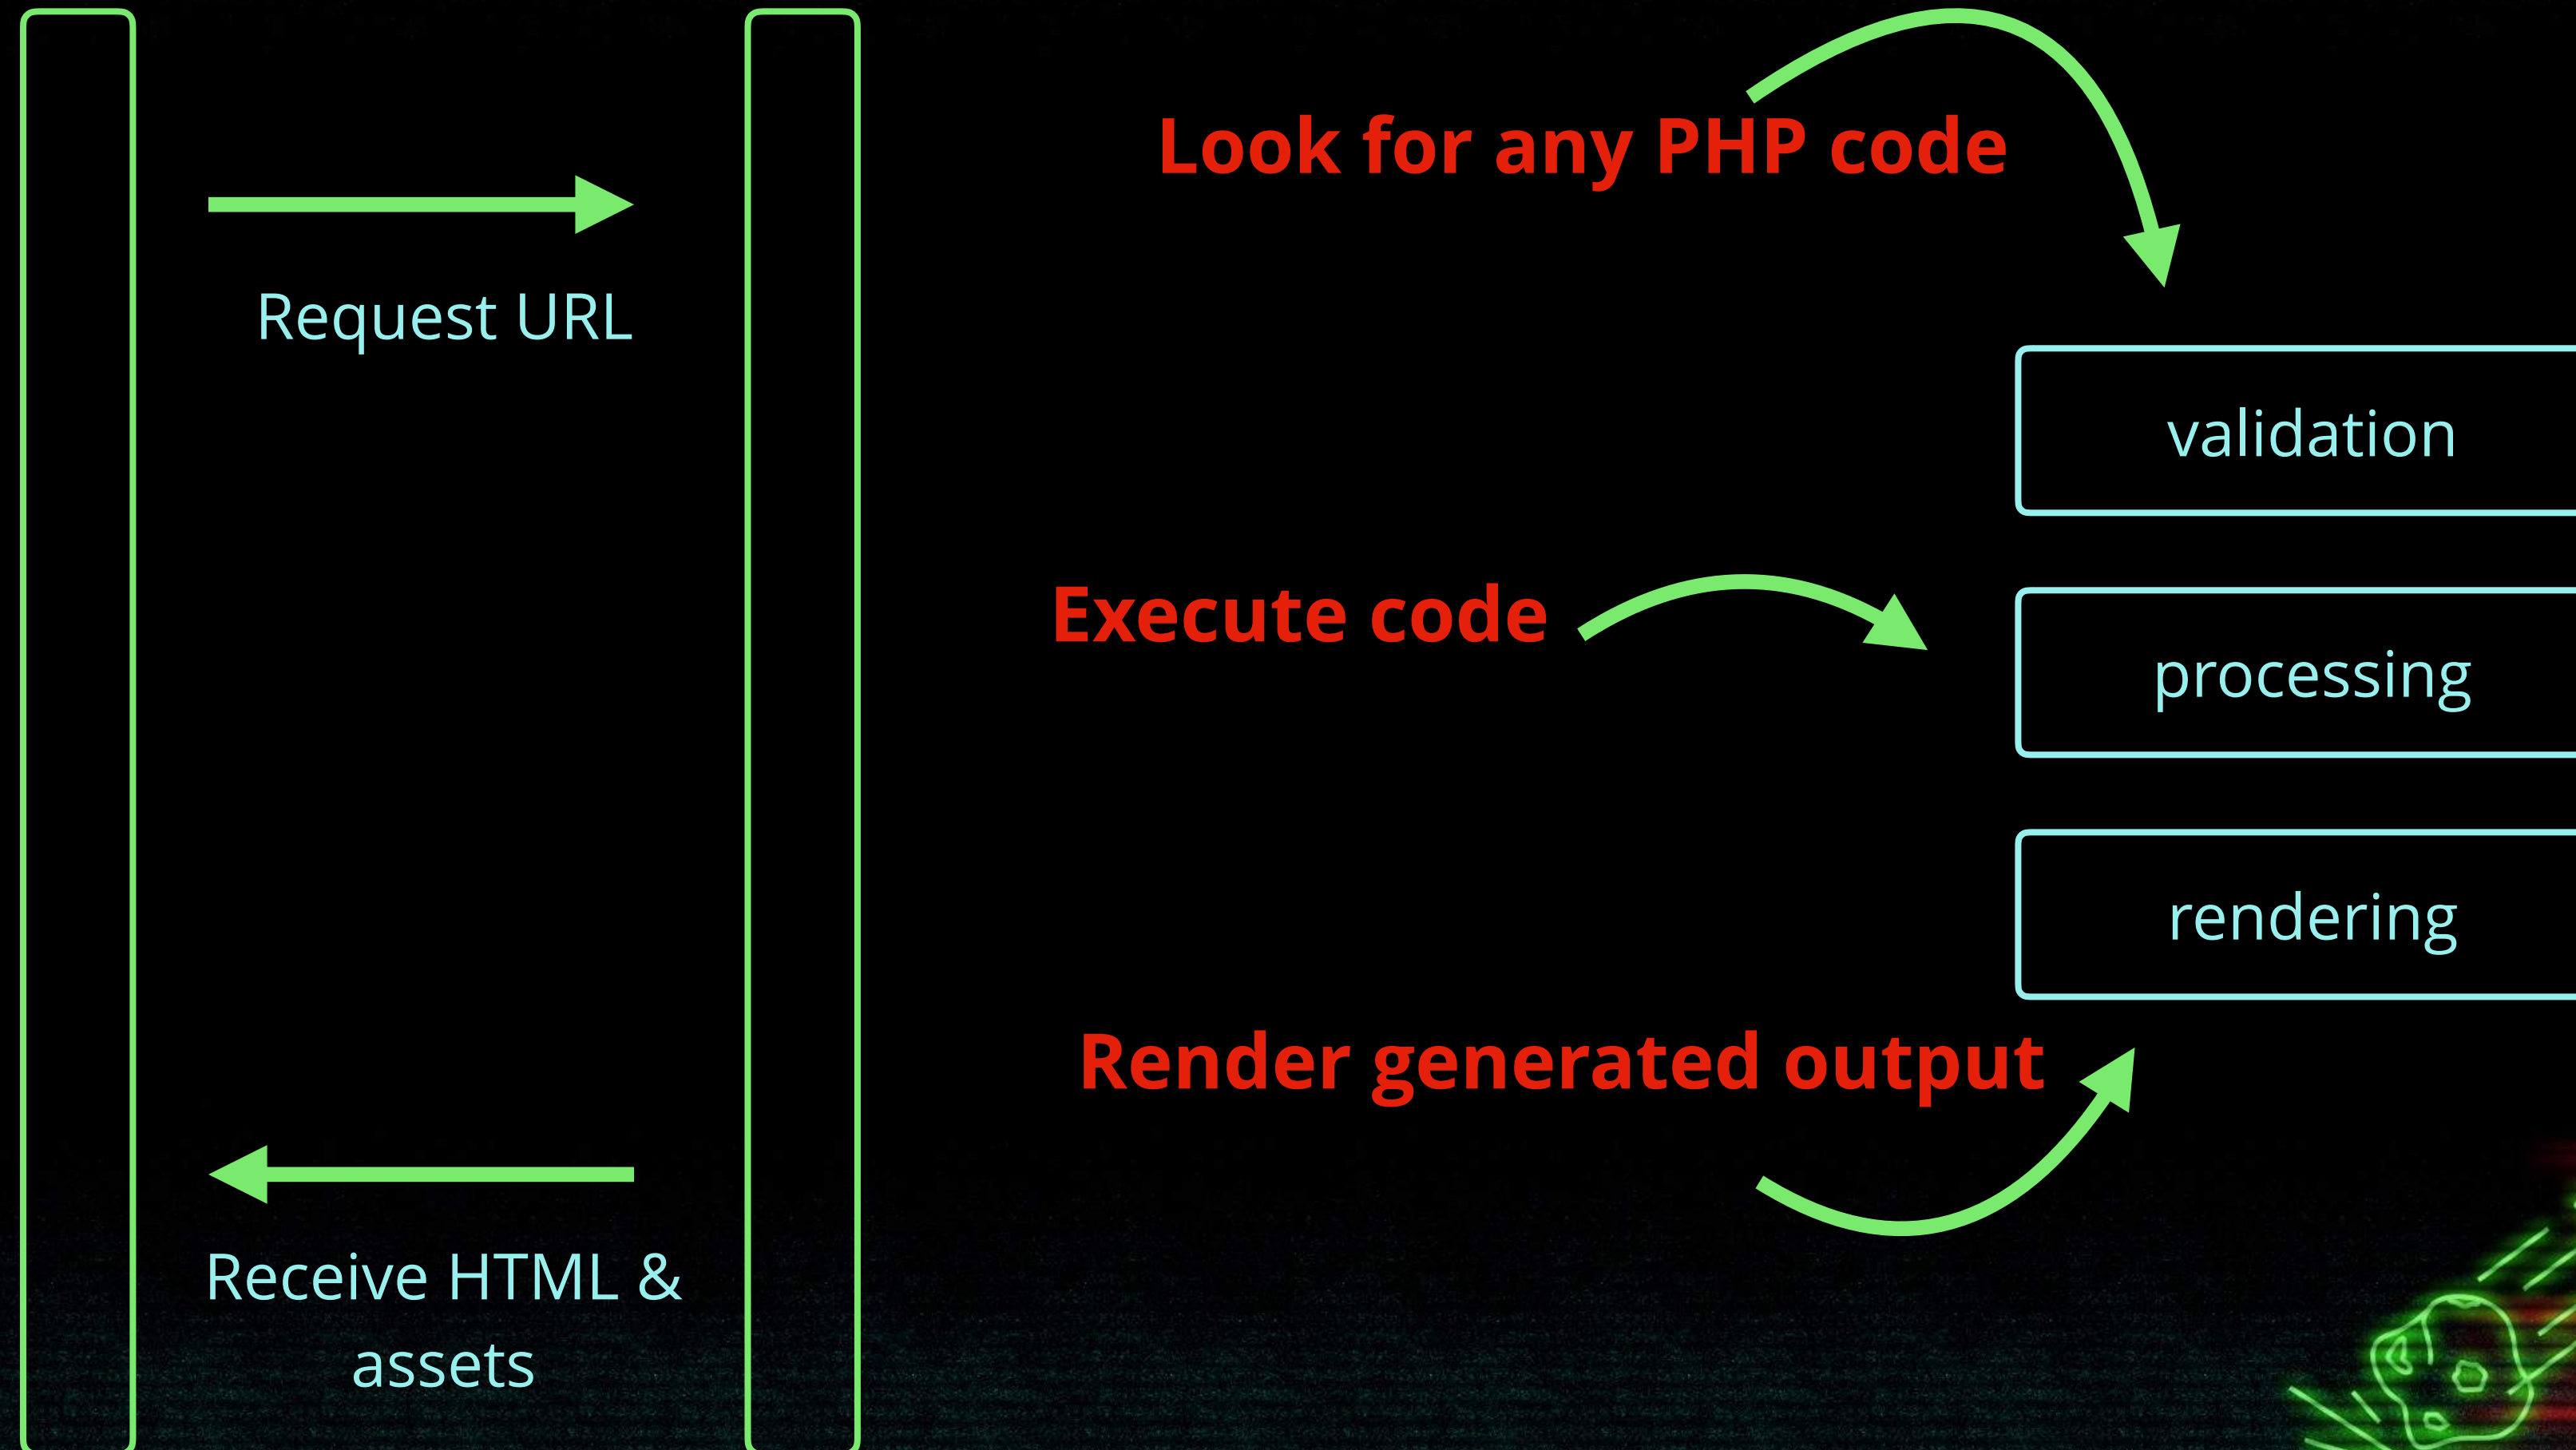 Look for any PHP code
Request URL
validation
Execute code
processing
rendering
Render generated output
Receive HTML &
assets